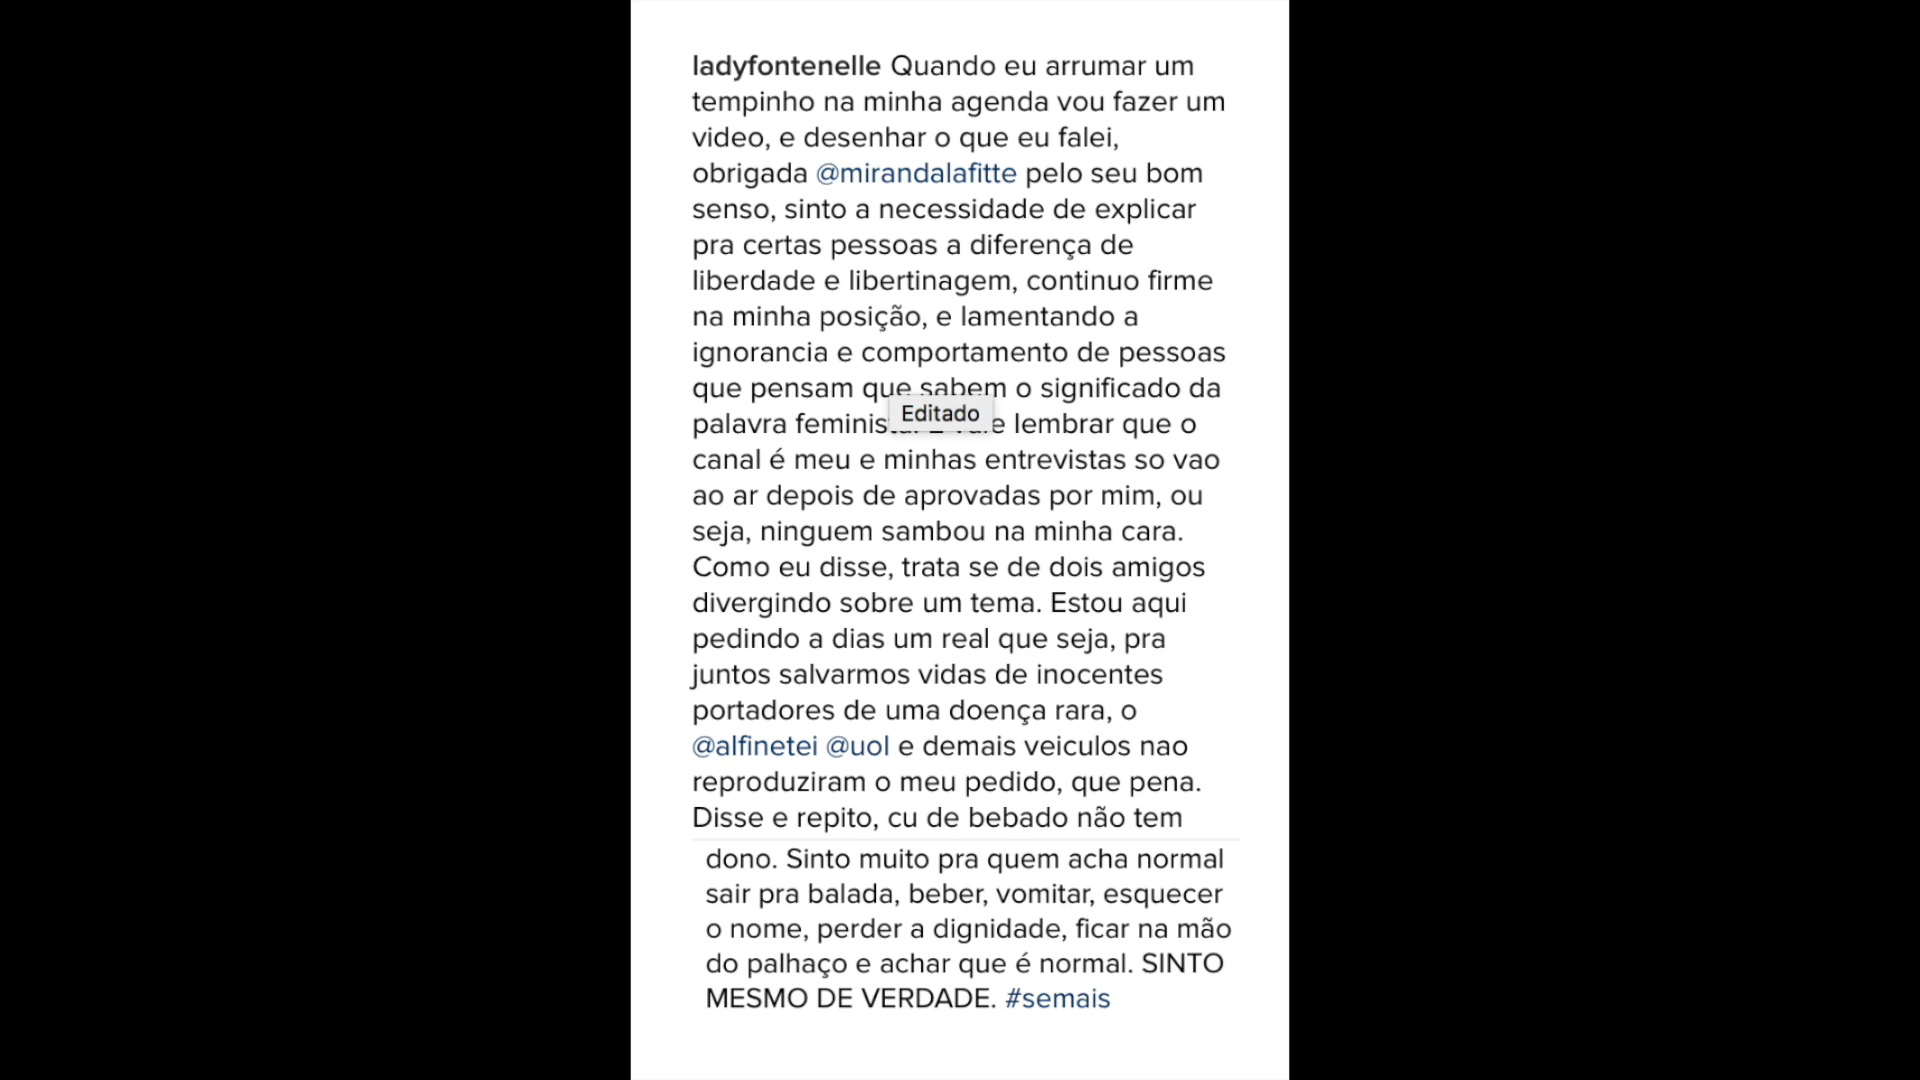 ladyfontenelle Quando eu arrumar um
tempinho na minha agenda vou fazer um
video, e desenhar o que eu falei,
obrigada @mirandalafitte pelo seu bom
senso, sinto a necessidade de explicar
pra certas pessoas a diferença de
liberdade e libertinagem, continuo firme
na minha posição, e lamentando a
ignorancia e comportamento de pessoas
que pensam que sabem o significado da
Editado
palavra lembrar que o
canal é meu e minhas entrevistas so vao
ao ar depois de aprovadas por mim, ou
seja, ninguem sambou na minha cara.
Como eu disse, trata se de dois amigos
divergindo sobre um tema. Estou aqui
pedindo a dias um real que seja, pra
juntos salvarmos vidas de inocentes
portadores de uma doença rara, o
@alfinetei @uol e demais veiculos nao
reproduziram o meu pedido, que pena.
Disse e repito, cu de bebado não tem
dono. Sinto muito pra quem acha normal
sair pra balada, beber, vomitar, esquecer
o nome, perder a dignidade, ficar na mão
do palhaço e achar que é normal. SINTO
MESMO DE VERDADE. #semais